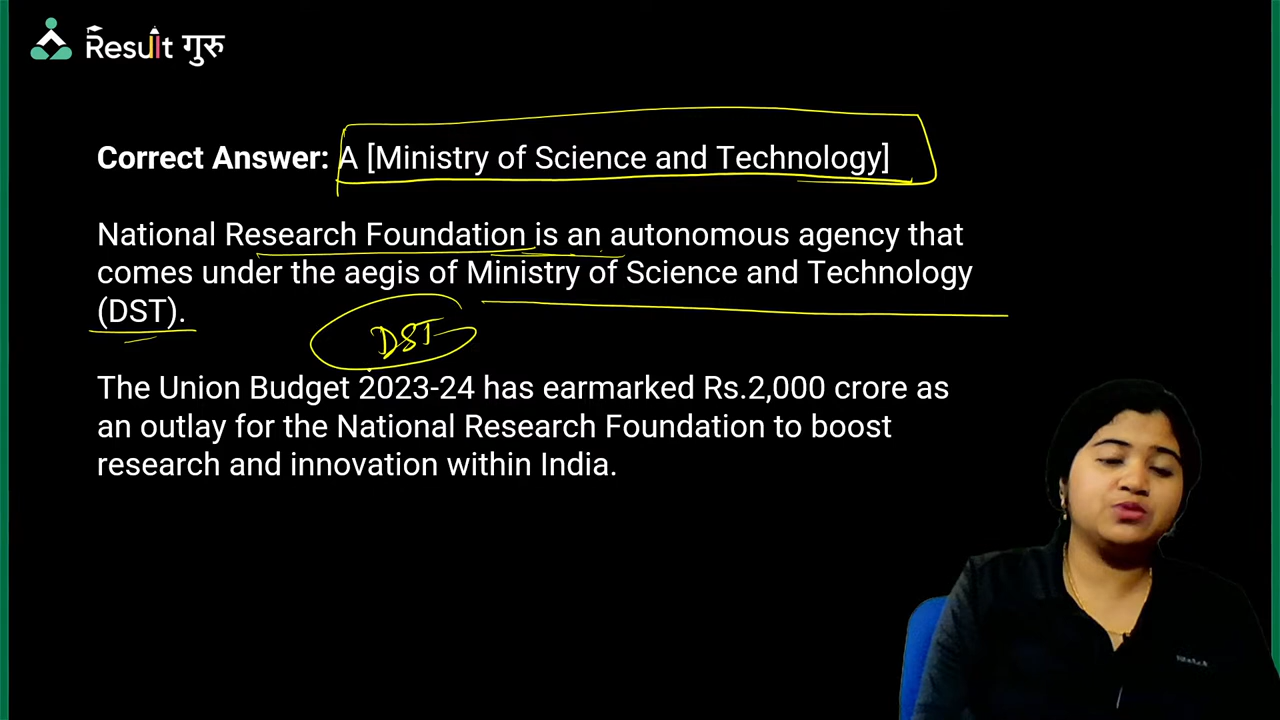 Result गुरु
Correct Answer: A [Ministry of Science and Technology]
National Research Foundation is an autonomous agency that
comes under the aegis of Ministry of Science and Technology
(DST).
DST
The Union Budget 2023-24 has earmarked Rs.2,000 crore as
an outlay for the National Research Foundation to boost
research and innovation within India.